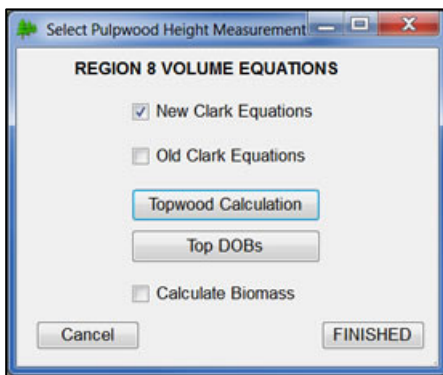 Select Pulpwood Height Measurement
REGION 8 VOLUME EQUATIONS
New Clark Equations
Old Clark Equations
Topwood Calculation
Top DOBs
Calculate Biomass
Cancel
FINISHED